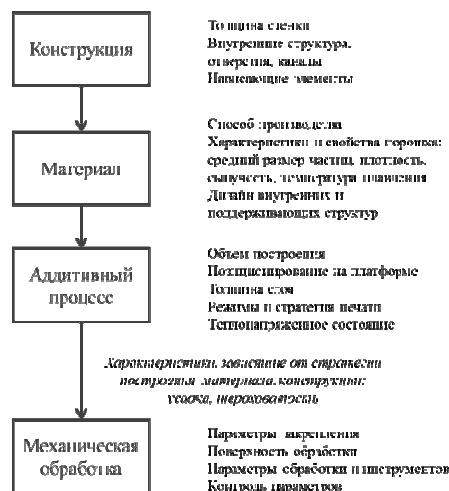 Конструкция
Толщина стенки
Внутренние структура,
отверстия, каналы
Нависающие элементы
Материал
Способ производства
Характеристики и свойства порошка:
средний размер частиц, плотность,
сыпучесть, температура плавления
Дизайн внутренних и
поддерживающих структур
Аддитивный
процесс
Объем построения
Позиционирование на платформе
Толщина слоя
Режимы и стратегия печати
Теплонапряженное состояние
Характеристики, зависящие от стратегии
построения материала, конструкции:
усадка, шероховатость
Механическая
обработка
Параметры закрепления
Поверхность обработки
Параметры обработки и инструментов
Контроль параметров